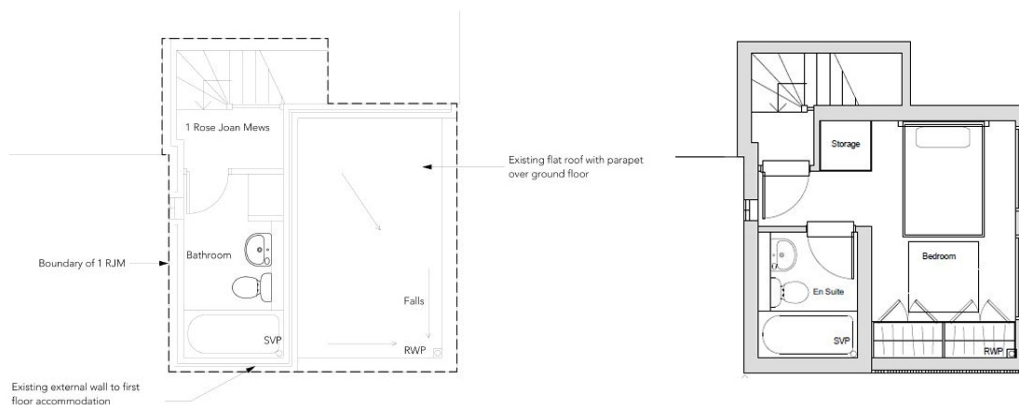 1 Rose Joan Mews
Existing flat roof with parapet
over ground floor
Boundary of 1 RJM
Bathroom
Falls
SVP
RWP
Existing external wall to first
floor accommodation
Storage
Bedroom
En Suite
SVP
RWP